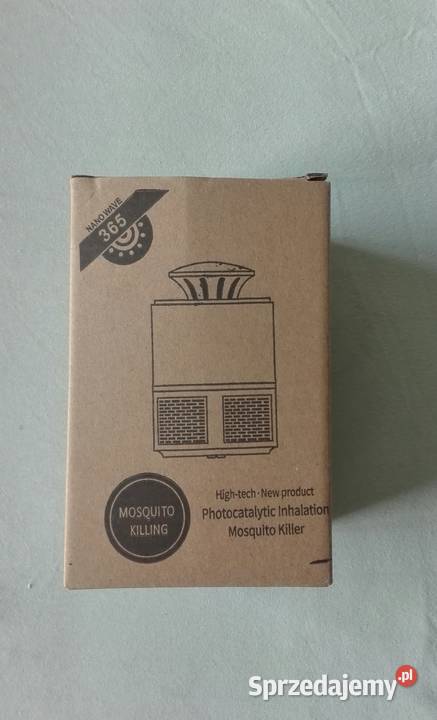 NANO WAVE
365
MOSQUITO
KILLING
High-tech·New product
Photocatalytic Inhalation
Mosquito Killer
Sprzedajemy.pl